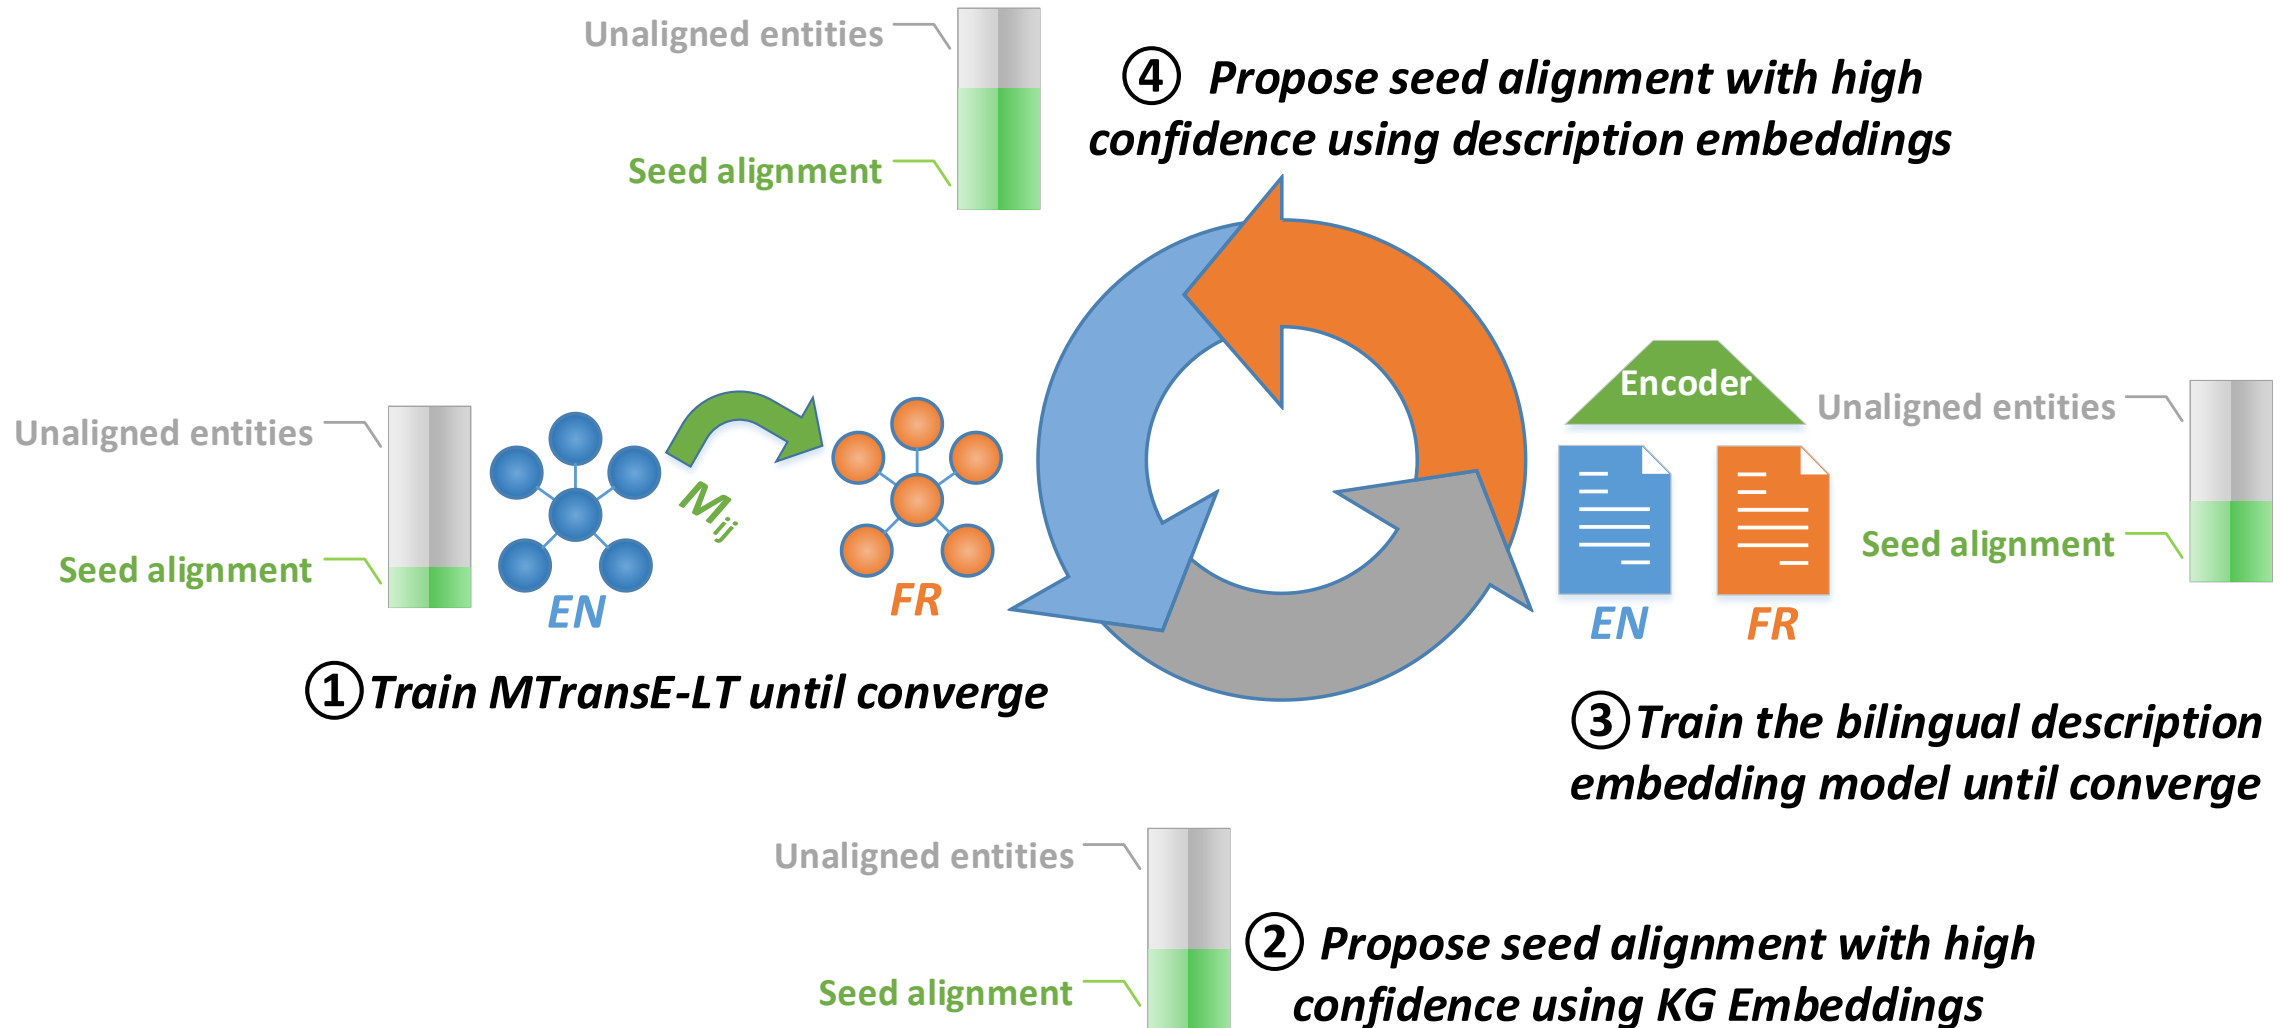 Unaligned entities
Seed alignment
④ Propose seed alignment with high
confidence using description embeddings
Unaligned entities
Seed alignment
EN
M_ij
FR
① Train MTransE-LT until converge
Encoder
EN
FR
Unaligned entities
Seed alignment
③ Train the bilingual description
embedding model until converge
Unaligned entities
Seed alignment
② Propose seed alignment with high
confidence using KG Embeddings